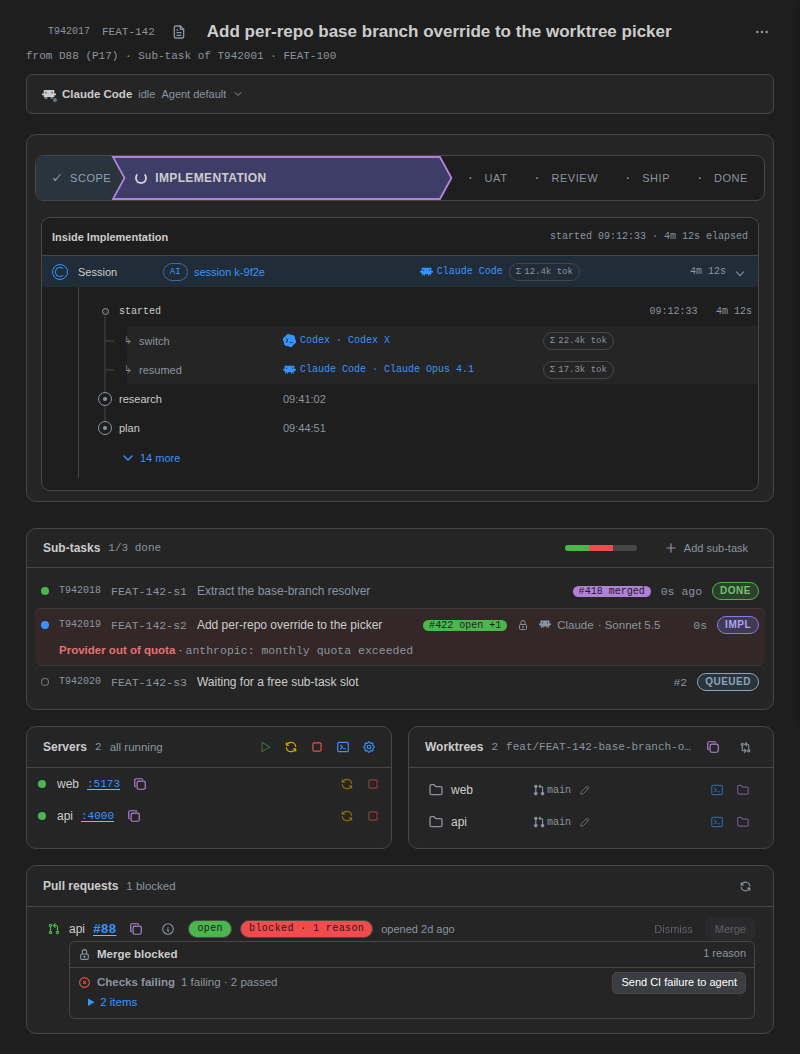 T942017 FEAT-142 Add per-repo base branch override to the worktree picker
from D88 (P17) · Sub-task of T942001 · FEAT-100
Claude Code idle Agent default
SCOPE IMPLEMENTATION · UAT · REVIEW · SHIP · DONE
Inside Implementation started 09:12:33 · 4m 12s elapsed
Session AI session k-9f2e Claude Code Σ 12.4k tok 4m 12s
started 09:12:33 4m 12s
↳ switch Codex · Codex X Σ 22.4k tok
↳ resumed Claude Code · Claude Opus 4.1 Σ 17.3k tok
research 09:41:02
plan 09:44:51
14 more
Sub-tasks 1/3 done + Add sub-task
T942018 FEAT-142-s1 Extract the base-branch resolver #418 merged 0s ago DONE
T942019 FEAT-142-s2 Add per-repo override to the picker #422 open +1 Claude · Sonnet 5.5 0s IMPL
Provider out of quota · anthropic: monthly quota exceeded
T942020 FEAT-142-s3 Waiting for a free sub-task slot #2 QUEUED
Servers 2 all running
web :5173
api :4000
Worktrees 2 feat/FEAT-142-base-branch-o…
web main
api main
Pull requests 1 blocked
api #88 open blocked · 1 reason opened 2d ago Dismiss Merge
Merge blocked 1 reason
Checks failing 1 failing · 2 passed Send CI failure to agent
2 items